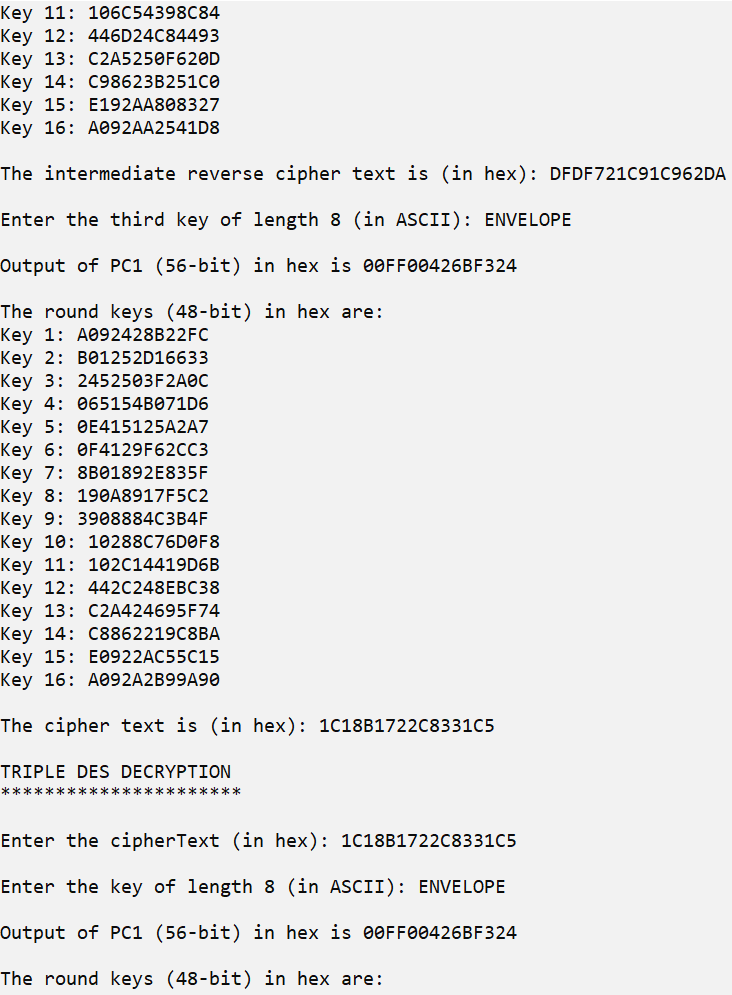 Key 11: 106C54398C84
Key 12: 446D24C84493
Key 13: C2A5250F620D
Key 14: C98623B251C0
Key 15: E192AA808327
Key 16: A092AA2541D8
The intermediate reverse cipher text is (in hex): DFDF721C91C962DA
Enter the third key of length 8 (in ASCII): ENVELOPE
Output of PC1 (56-bit) in hex is 00FF00426BF324
The round keys (48-bit) in hex are:
Key 1: A092428B22FC
Key 2: B01252D16633
Key 3: 2452503F2A0C
Key 4: 065154B071D6
Key 5: 0E415125A2A7
Key 6: 0F4129F62CC3
Key 7: 8B01892E835F
Key 8: 190A8917F5C2
Key 9: 3908884C3B4F
Key 10: 10288C76D0F8
Key 11: 102C14419D6B
Key 12: 442C248EBC38
Key 13: C2A424695F74
Key 14: C8862219C8BA
Key 15: E0922AC55C15
Key 16: A092A2B99A90
The cipher text is (in hex): 1C18B1722C8331C5
TRIPLE DES DECRYPTION
**********************
Enter the cipherText (in hex): 1C18B1722C8331C5
Enter the key of length 8 (in ASCII): ENVELOPE
Output of PC1 (56-bit) in hex is 00FF00426BF324
The round keys (48-bit) in hex are: